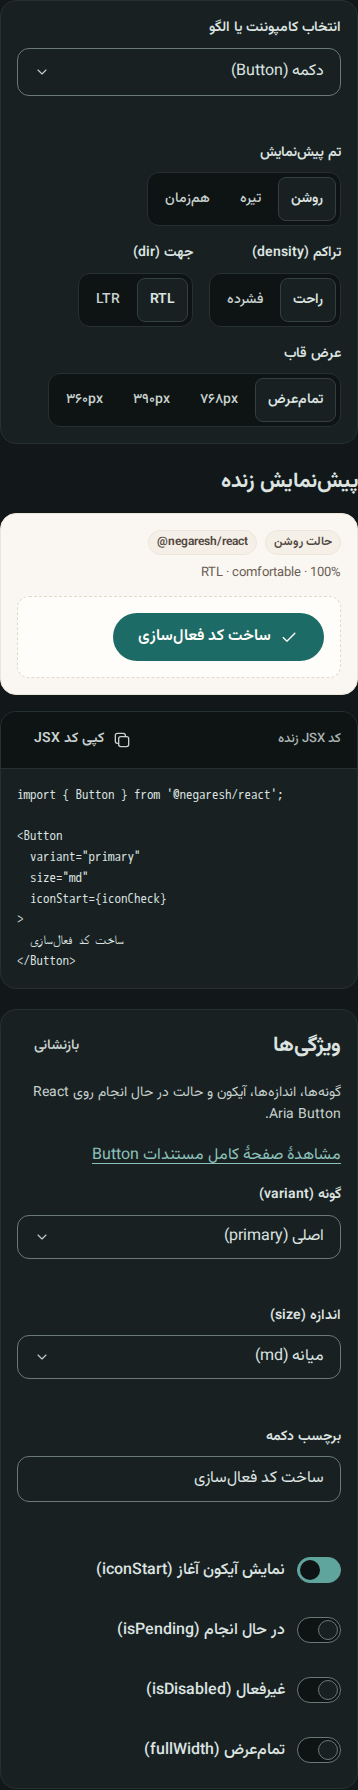 انتخاب کامپوننت یا الگو
دکمه (Button)
تم پیش‌نمایش
روشن
تیره
هم‌زمان
تراکم (density)
راحت
فشرده
جهت (dir)
RTL
LTR
عرض قاب
تمام‌عرض
۷۶۸px
۳۹۰px
۳۶۰px
پیش‌نمایش زنده
حالت روشن
@negaresh/react
RTL · comfortable · 100%
ساخت کد فعال‌سازی
کد JSX زنده
کپی کد JSX
import { Button } from '@negaresh/react';
<Button
variant="primary"
size="md"
iconStart={iconCheck}
>
ساخت کد فعال‌سازی
</Button>
ویژگی‌ها
بازنشانی
گونه‌ها، اندازه‌ها، آیکون و حالت در حال انجام روی React
Aria Button.
مشاهدهٔ صفحهٔ کامل مستندات Button
گونه (variant)
اصلی (primary)
اندازه (size)
میانه (md)
برچسب دکمه
ساخت کد فعال‌سازی
نمایش آیکون آغاز (iconStart)
در حال انجام (isPending)
غیرفعال (isDisabled)
تمام‌عرض (fullWidth)